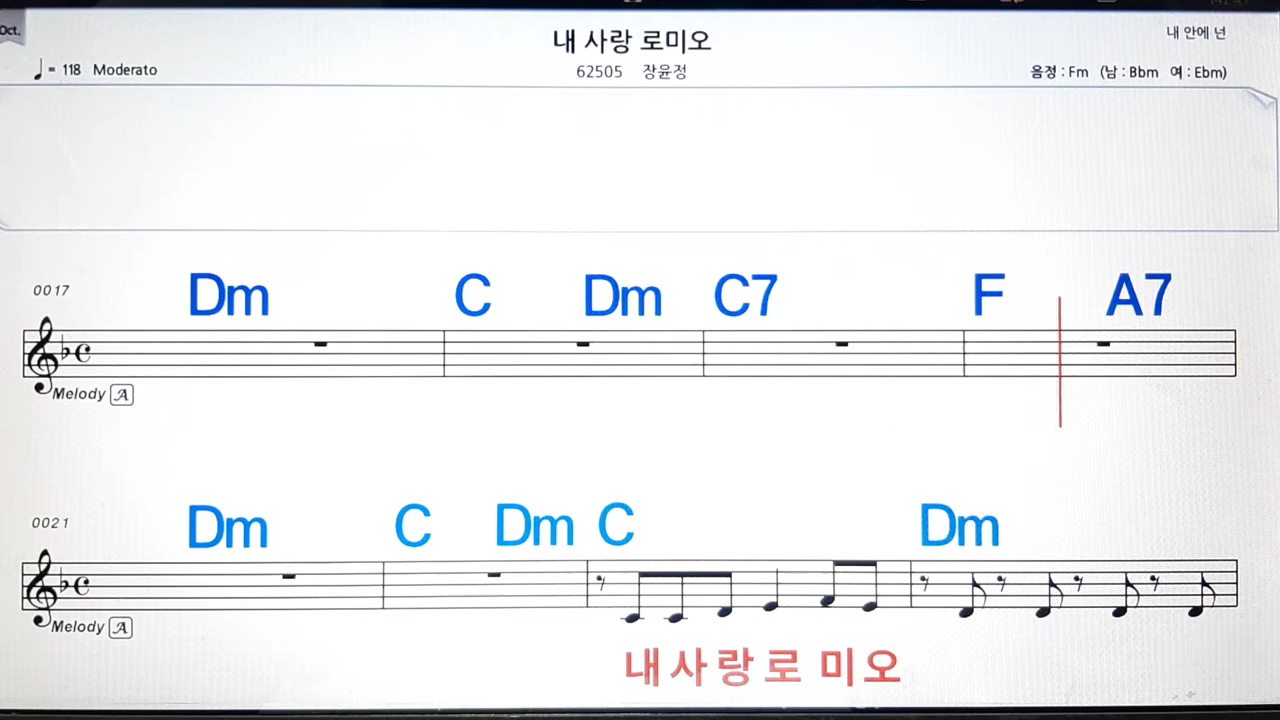 Oct.
내 사랑 로미오
내 안에 넌
♩= 118 Moderato
62505 장윤정
음정 : Fm (남 : Bbm 여 : Ebm)
0017
Dm C Dm C7 F A7
Melody A
0021
Dm C Dm C Dm
Melody A
내사랑로 미오